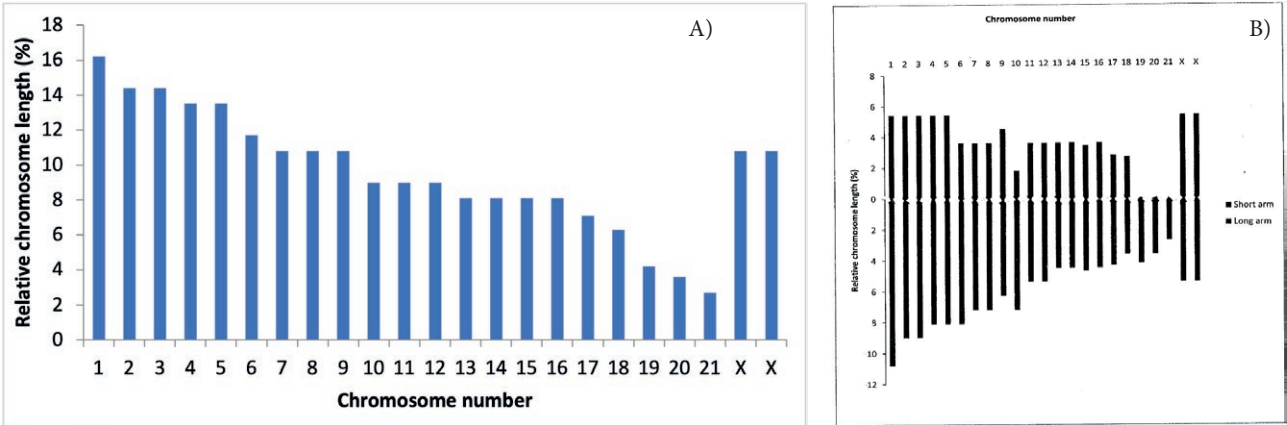 A)
Relative chromosome length (%)
18
16
14
12
10
8
6
4
2
0
1 2 3 4 5 6 7 8 9 10 11 12 13 14 15 16 17 18 19 20 21 X X
Chromosome number
B)
Chromosome number
1 2 3 4 5 6 7 8 9 10 11 12 13 14 15 16 17 18 19 20 21 X X
Relative chromosome length (%)
8
6
4
2
0
2
4
6
8
10
12
Short arm
Long arm